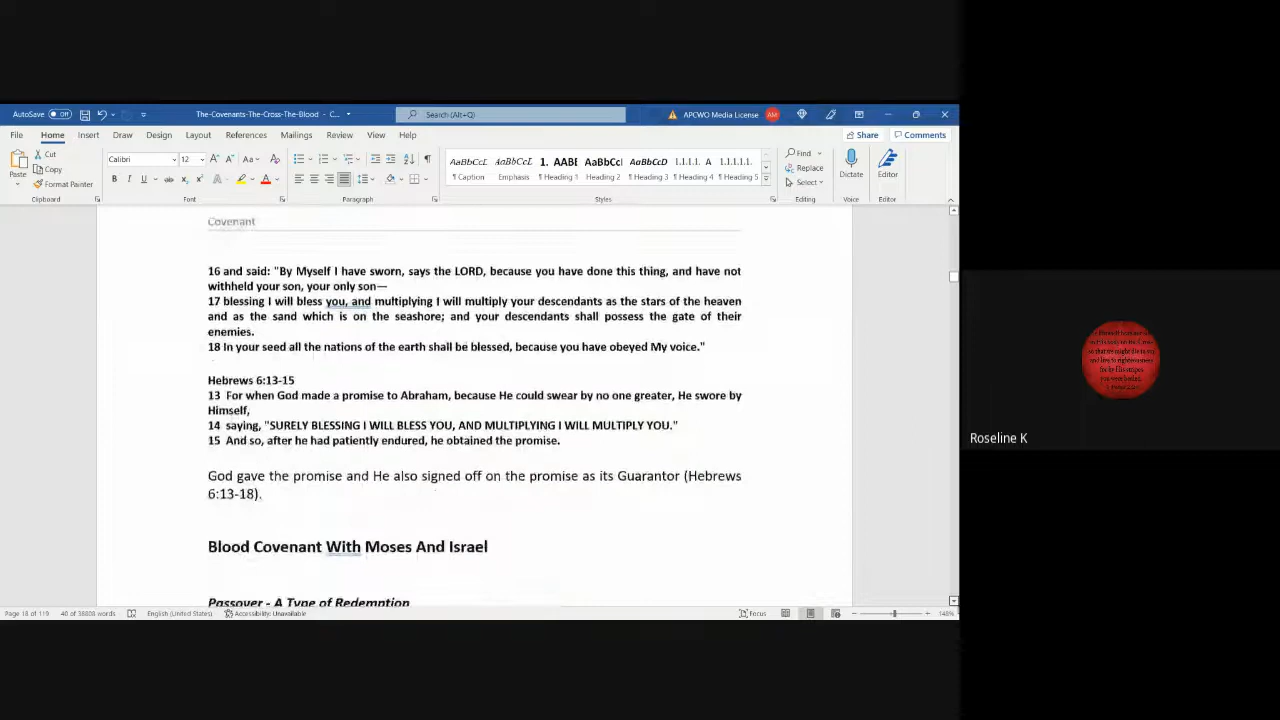 AutoSave Off The-Covenants-The-Cross-The-Blood - C... Search (Alt+Q) APCWO Media License AM
File Home Insert Draw Design Layout References Mailings Review View Help Share Comments
Paste Cut Copy Format Painter
Calibri 12
AaBbCcL AaBbCcL 1. AABI AaBbCcI AaBbCcD 1.1.1.1. A 1.1.1.1.1.
Caption Emphasis Heading 1 Heading 2 Heading 3 Heading 4 Heading 5
Find Replace Select Dictate Editor
Clipboard Font Paragraph Styles Editing Voice Editor
Covenant
16 and said: "By Myself I have sworn, says the LORD, because you have done this thing, and have not
withheld your son, your only son—
17 blessing I will bless you, and multiplying I will multiply your descendants as the stars of the heaven
and as the sand which is on the seashore; and your descendants shall possess the gate of their
enemies.
18 In your seed all the nations of the earth shall be blessed, because you have obeyed My voice."
Hebrews 6:13-15
13 For when God made a promise to Abraham, because He could swear by no one greater, He swore by
Himself,
14 saying, "SURELY BLESSING I WILL BLESS YOU, AND MULTIPLYING I WILL MULTIPLY YOU."
15 And so, after he had patiently endured, he obtained the promise.
God gave the promise and He also signed off on the promise as its Guarantor (Hebrews
6:13-18).
Blood Covenant With Moses And Israel
Passover - A Type of Redemption
Page 18 of 119 40 of 38808 words English (United States) Accessibility: Unavailable Focus 148%
Roseline K